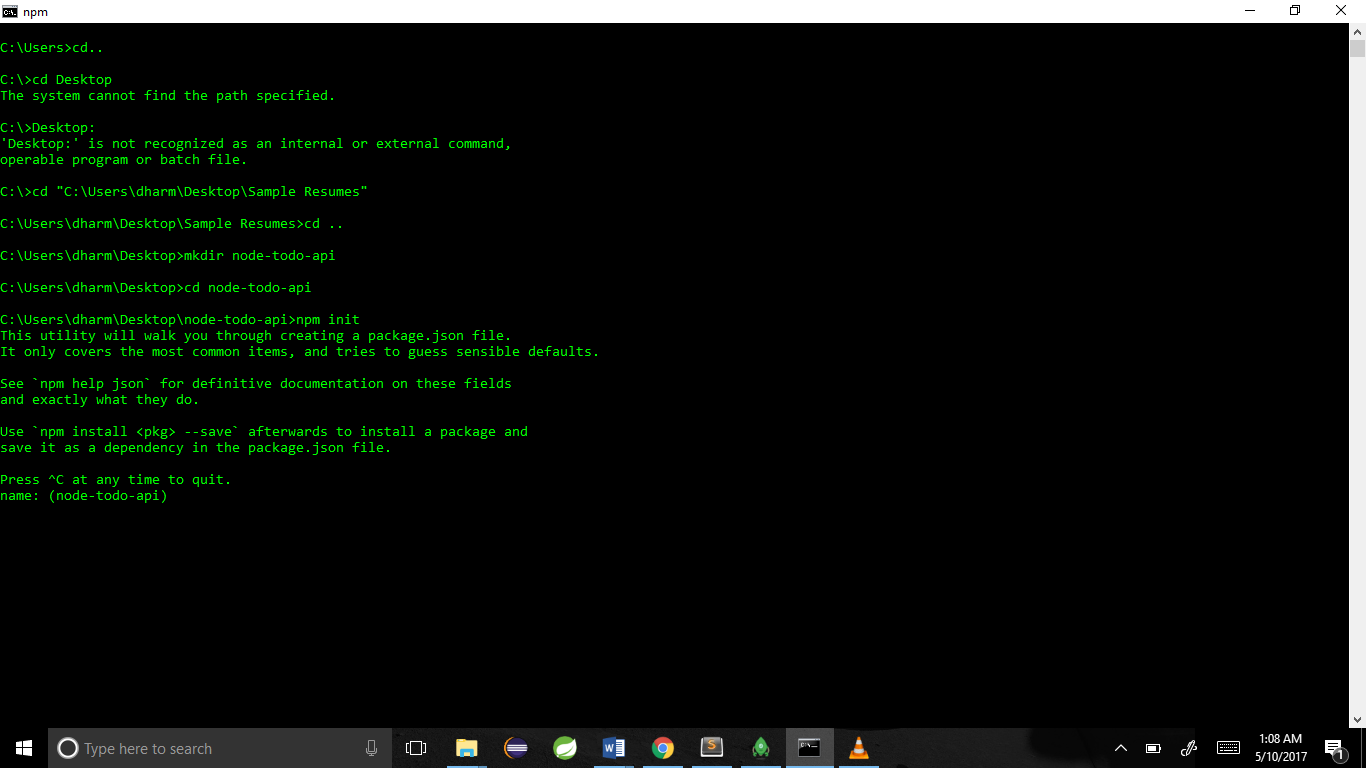 npm
C:\Users>cd..
C:\>cd Desktop
The system cannot find the path specified.
C:\>Desktop:
'Desktop:' is not recognized as an internal or external command,
operable program or batch file.
C:\>cd "C:\Users\dharm\Desktop\Sample Resumes"
C:\Users\dharm\Desktop\Sample Resumes>cd ..
C:\Users\dharm\Desktop>mkdir node-todo-api
C:\Users\dharm\Desktop>cd node-todo-api
C:\Users\dharm\Desktop\node-todo-api>npm init
This utility will walk you through creating a package.json file.
It only covers the most common items, and tries to guess sensible defaults.
See `npm help json` for definitive documentation on these fields
and exactly what they do.
Use `npm install <pkg> --save` afterwards to install a package and
save it as a dependency in the package.json file.
Press ^C at any time to quit.
name: (node-todo-api)
Type here to search
1:08 AM
5/10/2017
1